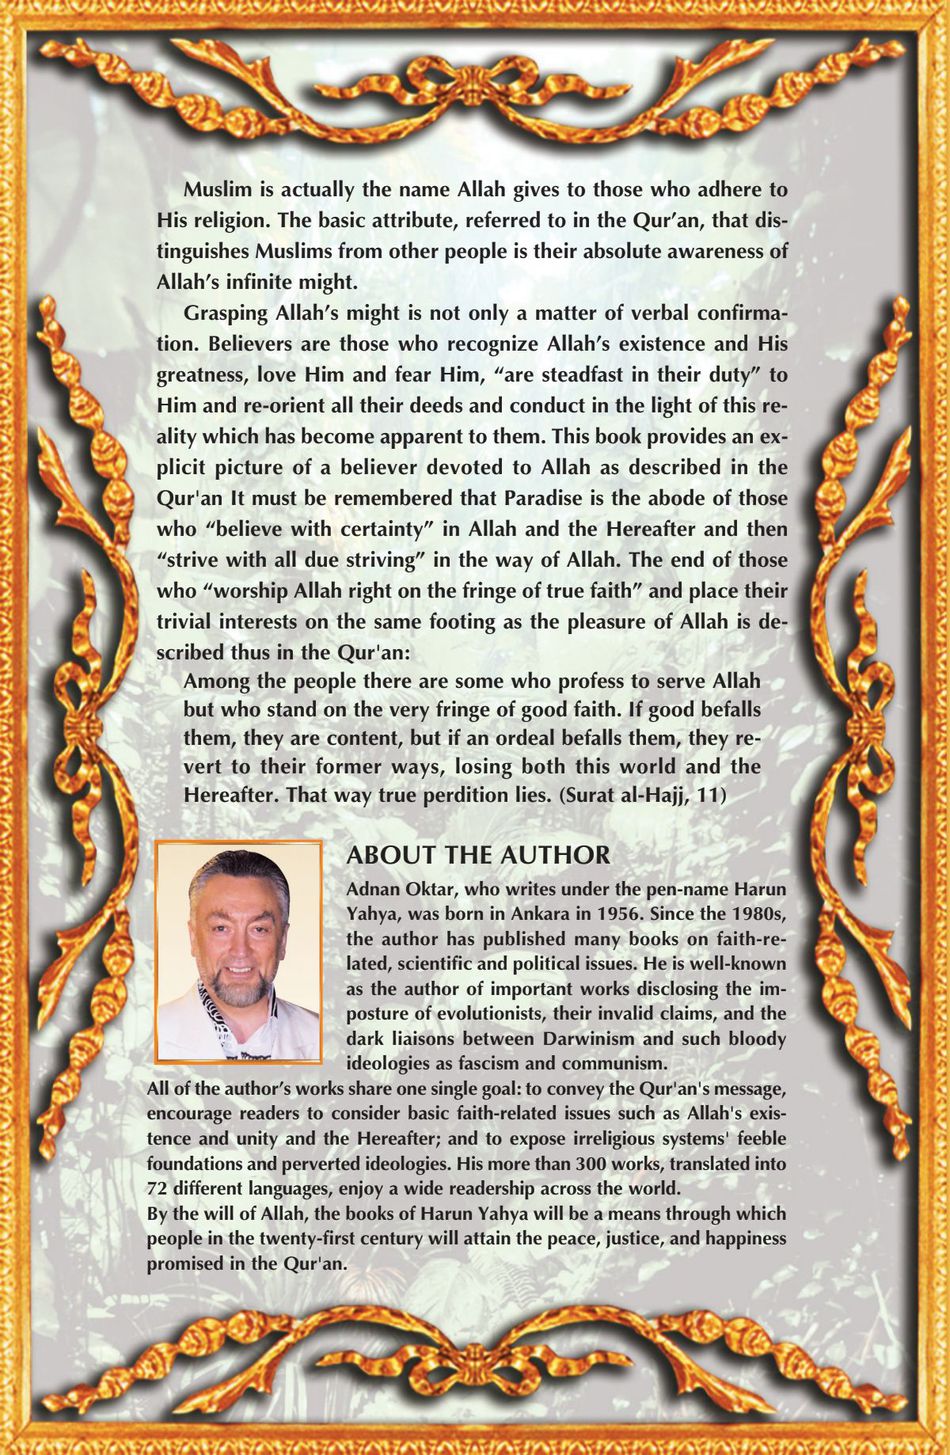 Muslim is actually the name Allah gives to those who adhere to
His religion. The basic attribute, referred to in the Qur’an, that dis-
tinguishes Muslims from other people is their absolute awareness of
Allah’s infinite might.
Grasping Allah’s might is not only a matter of verbal confirma-
tion. Believers are those who recognize Allah’s existence and His
greatness, love Him and fear Him, “are steadfast in their duty” to
Him and re-orient all their deeds and conduct in the light of this re-
ality which has become apparent to them. This book provides an ex-
plicit picture of a believer devoted to Allah as described in the
Qur'an It must be remembered that Paradise is the abode of those
who “believe with certainty” in Allah and the Hereafter and then
“strive with all due striving” in the way of Allah. The end of those
who “worship Allah right on the fringe of true faith” and place their
trivial interests on the same footing as the pleasure of Allah is de-
scribed thus in the Qur'an:
Among the people there are some who profess to serve Allah
but who stand on the very fringe of good faith. If good befalls
them, they are content, but if an ordeal befalls them, they re-
vert to their former ways, losing both this world and the
Hereafter. That way true perdition lies. (Surat al-Hajj, 11)
ABOUT THE AUTHOR
Adnan Oktar, who writes under the pen-name Harun
Yahya, was born in Ankara in 1956. Since the 1980s,
the author has published many books on faith-re-
lated, scientific and political issues. He is well-known
as the author of important works disclosing the im-
posture of evolutionists, their invalid claims, and the
dark liaisons between Darwinism and such bloody
ideologies as fascism and communism.
All of the author’s works share one single goal: to convey the Qur'an's message,
encourage readers to consider basic faith-related issues such as Allah's exis-
tence and unity and the Hereafter; and to expose irreligious systems' feeble
foundations and perverted ideologies. His more than 300 works, translated into
72 different languages, enjoy a wide readership across the world.
By the will of Allah, the books of Harun Yahya will be a means through which
people in the twenty-first century will attain the peace, justice, and happiness
promised in the Qur'an.